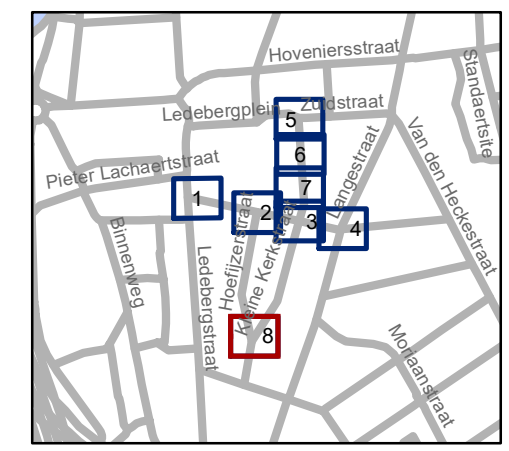 Hoveniersstraat
Standaertsite
Ledebergplein
Zuidstraat
5
Van den Heckestraat
Langestraat
6
Pieter Lachaertstraat
7
1
2
3
4
Binnenweg
Ledebergstraat
Hoefijzerstraat
Kleine Kerkstraat
8
Moriaanstraat